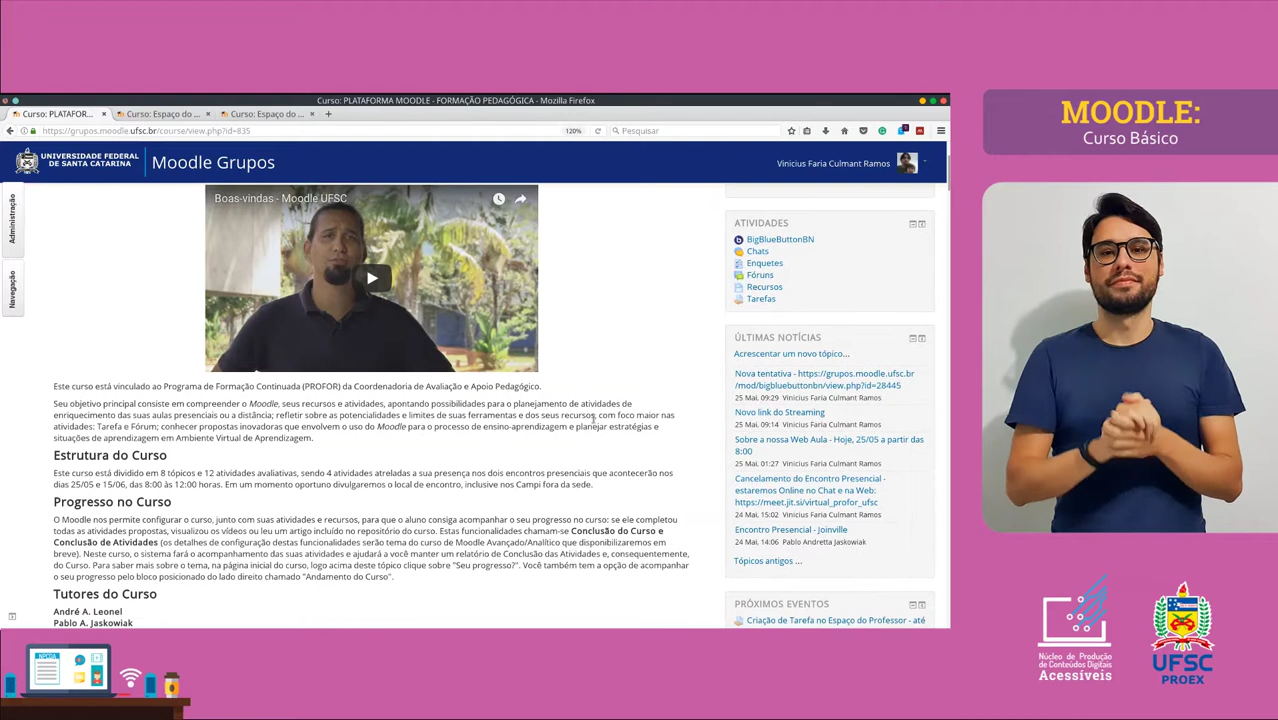 Curso: PLATAFORMA MOODLE - FORMAÇÃO PEDAGÓGICA - Mozilla Firefox
Curso: PLATAFOR...
Curso: Espaço do ...
Curso: Espaço do ...
https://grupos.moodle.ufsc.br/course/view.php?id=835
120%
Pesquisar
UNIVERSIDADE FEDERAL
DE SANTA CATARINA
Moodle Grupos
Vinicius Faria Culmant Ramos
Administração
Navegação
Boas-vindas - Moodle UFSC
Este curso está vinculado ao Programa de Formação Continuada (PROFOR) da Coordenadoria de Avaliação e Apoio Pedagógico.
Seu objetivo principal consiste em compreender o Moodle, seus recursos e atividades, apontando possibilidades para o planejamento de atividades de
enriquecimento das suas aulas presenciais ou a distância; refletir sobre as potencialidades e limites de suas ferramentas e dos seus recursos, com foco maior nas
atividades: Tarefa e Fórum; conhecer propostas inovadoras que envolvem o uso do Moodle para o processo de ensino-aprendizagem e planejar estratégias e
situações de aprendizagem em Ambiente Virtual de Aprendizagem.
Estrutura do Curso
Este curso está dividido em 8 tópicos e 12 atividades avaliativas, sendo 4 atividades atreladas a sua presença nos dois encontros presenciais que acontecerão nos
dias 25/05 e 15/06, das 8:00 às 12:00 horas. Em um momento oportuno divulgaremos o local de encontro, inclusive nos Campi fora da sede.
Progresso no Curso
O Moodle nos permite configurar o curso, junto com suas atividades e recursos, para que o aluno consiga acompanhar o seu progresso no curso: se ele completou
todas as atividades propostas, visualizou os vídeos ou leu um artigo incluído no repositório do curso. Estas funcionalidades chamam-se Conclusão do Curso e
Conclusão de Atividades (os detalhes de configuração destas funcionalidades serão tema do curso de Moodle Avançado/Analítico que disponibilizaremos em
breve). Neste curso, o sistema fará o acompanhamento das suas atividades e ajudará a você manter um relatório de Conclusão das Atividades e, consequentemente,
do Curso. Para saber mais sobre o tema, na página inicial do curso, logo acima deste tópico clique sobre "Seu progresso?". Você também tem a opção de acompanhar
o seu progresso pelo bloco posicionado do lado direito chamado "Andamento do Curso".
Tutores do Curso
André A. Leonel
Pablo A. Jaskowiak
ATIVIDADES
BigBlueButtonBN
Chats
Enquetes
Fóruns
Recursos
Tarefas
ÚLTIMAS NOTÍCIAS
Acrescentar um novo tópico...
Nova tentativa - https://grupos.moodle.ufsc.br
/mod/bigbluebuttonbn/view.php?id=28445
25 Mai, 09:29 Vinicius Faria Culmant Ramos
Novo link do Streaming
25 Mai, 09:14 Vinicius Faria Culmant Ramos
Sobre a nossa Web Aula - Hoje, 25/05 a partir das
8:00
25 Mai, 01:27 Vinicius Faria Culmant Ramos
Cancelamento do Encontro Presencial -
estaremos Online no Chat e na Web:
https://meet.jit.si/virtual_profor_ufsc
24 Mai, 15:02 Vinicius Faria Culmant Ramos
Encontro Presencial - Joinville
24 Mai, 14:06 Pablo Andretta Jaskowiak
Tópicos antigos ...
PRÓXIMOS EVENTOS
Criação de Tarefa no Espaço do Professor - até
MOODLE:
Curso Básico
Núcleo de Produção
de Conteúdos Digitais
Acessíveis
UFSC
PROEX
NPCDA